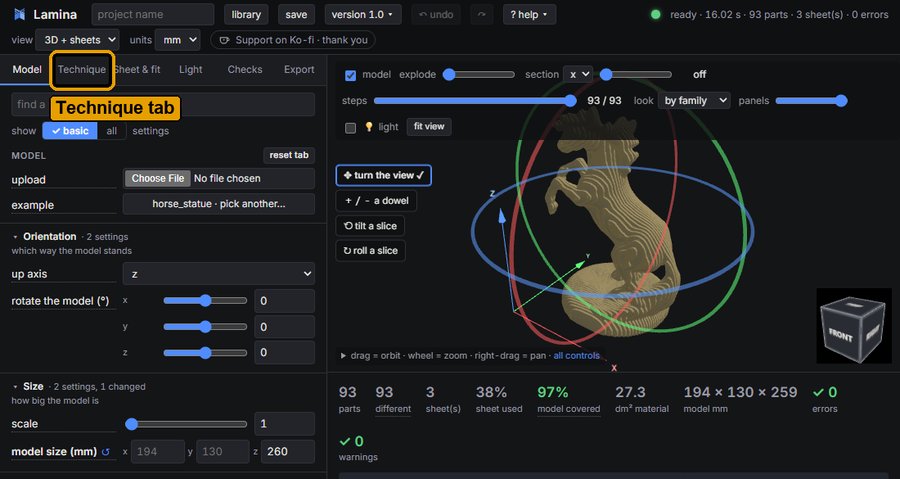 Lamina
project name
library
save
version 1.0
undo
? help
ready · 16.02 s · 93 parts · 3 sheet(s) · 0 errors
view
3D + sheets
units
mm
Support on Ko-fi · thank you
Model
Technique
Sheet & fit
Light
Checks
Export
find a
Technique tab
show
✓ basic
all
settings
MODEL
reset tab
upload
Choose File No file chosen
example
horse_statue · pick another...
Orientation · 2 settings
which way the model stands
up axis
z
rotate the model (°)
x
0
y
0
z
0
Size · 2 settings, 1 changed
how big the model is
scale
1
model size (mm)
x 194
y 130
z 260
model
explode
section
x
off
steps
93 / 93
look
by family
panels
light
fit view
turn the view ✓
+ / - a dowel
tilt a slice
roll a slice
Z
Y
X
FRONT
drag = orbit · wheel = zoom · right-drag = pan · all controls
93 parts
93 different
3 sheet(s)
38% sheet used
97% model covered
27.3 dm² material
194 × 130 × 259 model mm
✓ 0 errors
✓ 0 warnings